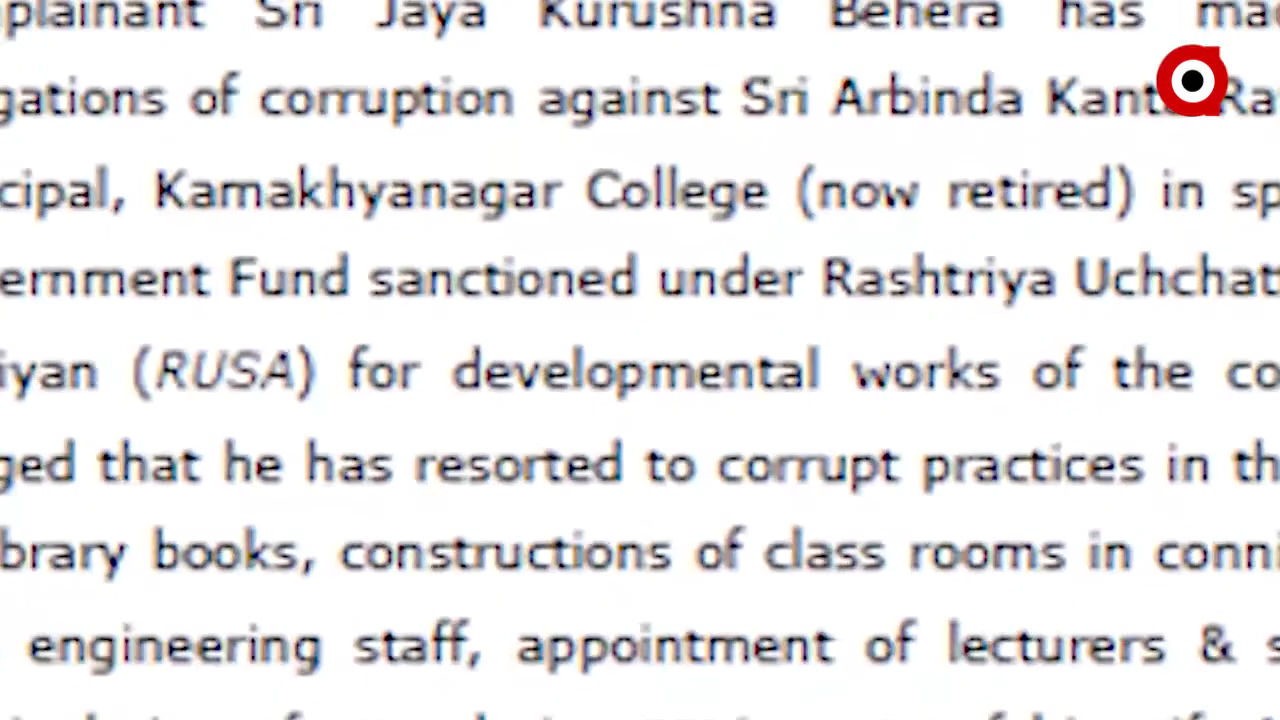 plainant Sri Jaya Kurushna Behera has mad
gations of corruption against Sri Arbinda Kanta Ra
cipal, Kamakhyanagar College (now retired) in sp
ernment Fund sanctioned under Rashtriya Uchchat
iyan (RUSA) for developmental works of the co
ged that he has resorted to corrupt practices in th
brary books, constructions of class rooms in conni
engineering staff, appointment of lecturers & s